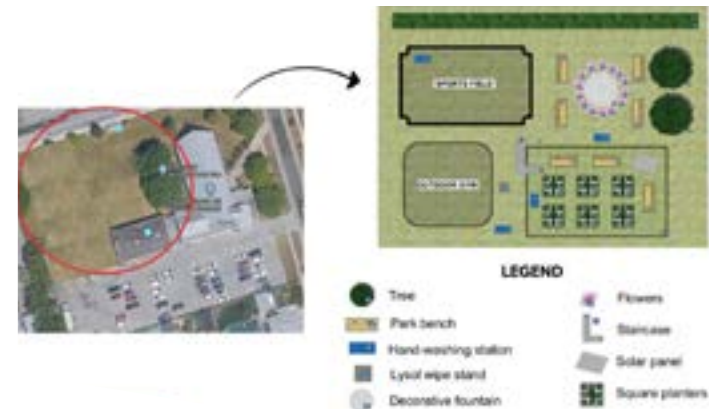 SPORTS FIELD
OUTDOOR GYM
LEGEND
Tree
Park bench
Hand-washing station
Lysol wipe stand
Decorative fountain
Flowers
Staircase
Solar panel
Square planters